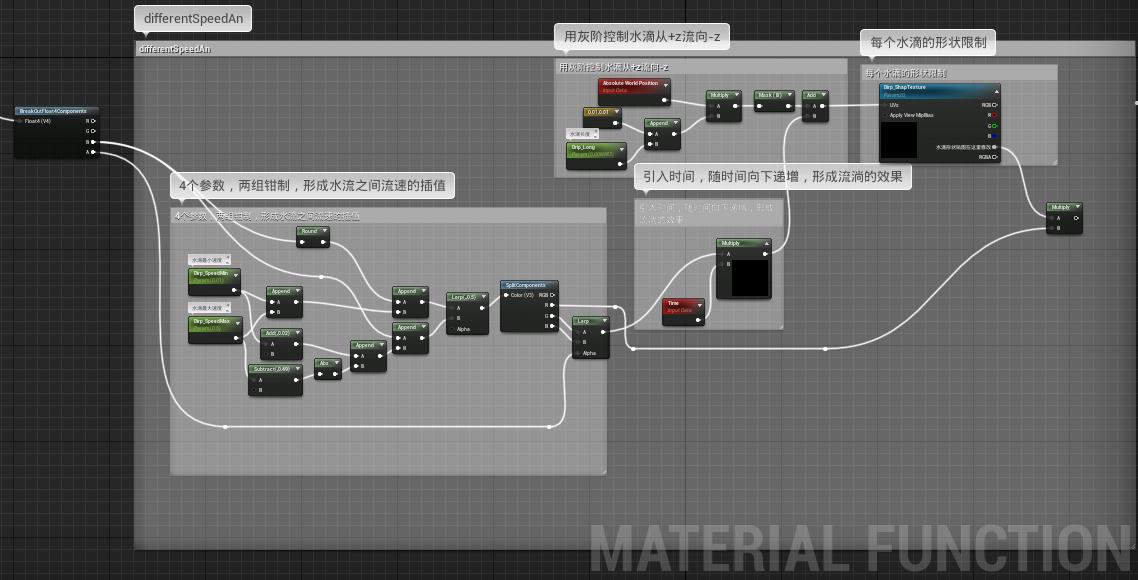 differentSpeedAn
differentSpeedAn
用灰阶控制水滴从+z流向-z
用灰阶控制水滴从+z流向-z
每个水滴的形状限制
每个水滴的形状限制
BreakOutFloat4Components
Float4 (V4)
R
G
B
A
Absolute World Position
Input Data
0.01,0.01
水滴长度
Drip_Long
Append
A
B
Multiply
A
B
Mask ( B )
Add
A
B
Drip_ShapTexture
Param2D
UVs
Apply View MipBias
RGB
R
G
B
水滴形状贴图在这里修改
RGBA
4个参数，两组钳制，形成水流之间流速的插值
4个参数，两组钳制，形成水流之间流速的插值
引入时间，随时间向下递增，形成流淌的效果
引入时间，随时间向下递增，形成
流淌的效果
Round
水滴最小速度
Drip_SpeedMin
Param (0.01)
水滴最大速度
Drip_SpeedMax
Param (0.5)
Append
A
B
Add(,0.02)
A
B
Subtract(,0.49)
A
B
Abs
Append
A
B
Append
A
B
Append
A
B
Lerp(,,0.5)
A
B
Alpha
SplitComponents
Color (V3)
RGB
R
G
B
Lerp
A
B
Alpha
Multiply
A
B
Time
Input Data
Multiply
A
B
MATERIAL FUNCTION